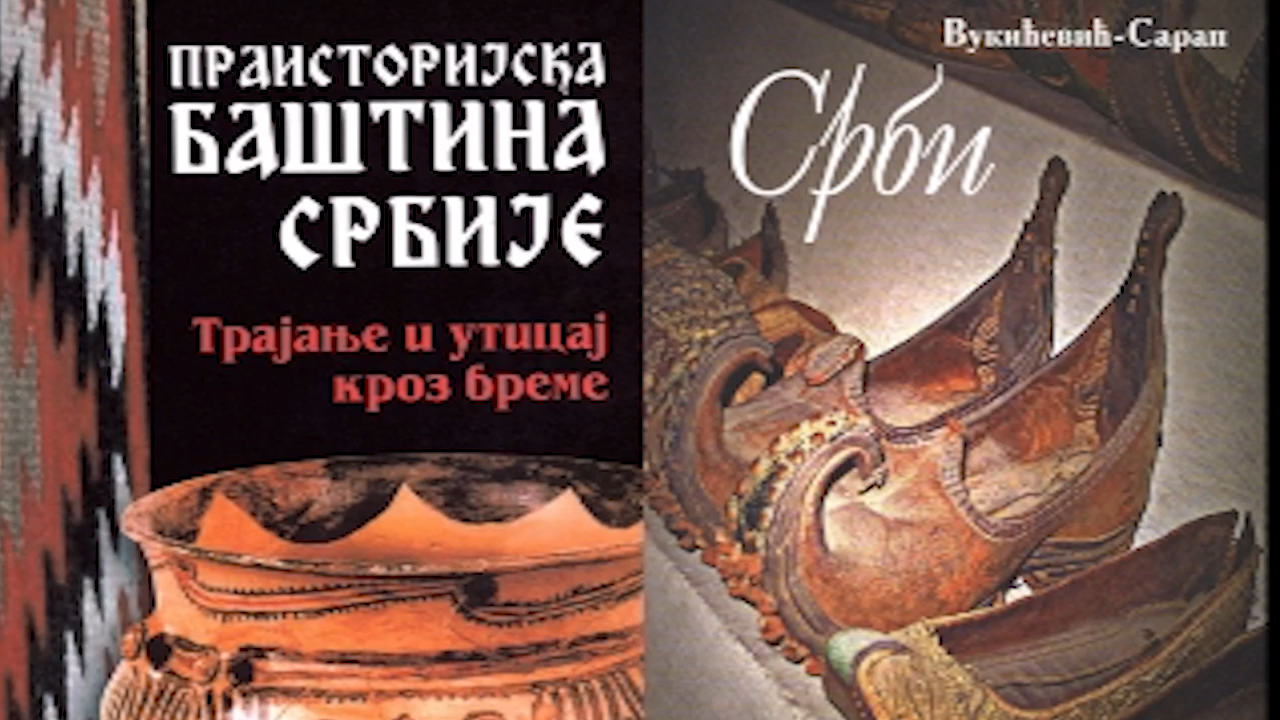 ПРАИСТОРИЈСКА
БАШТИНА
СРБИЈЕ
Трајање и утицај
кроз време
Вукићевић-Сарап
Срби